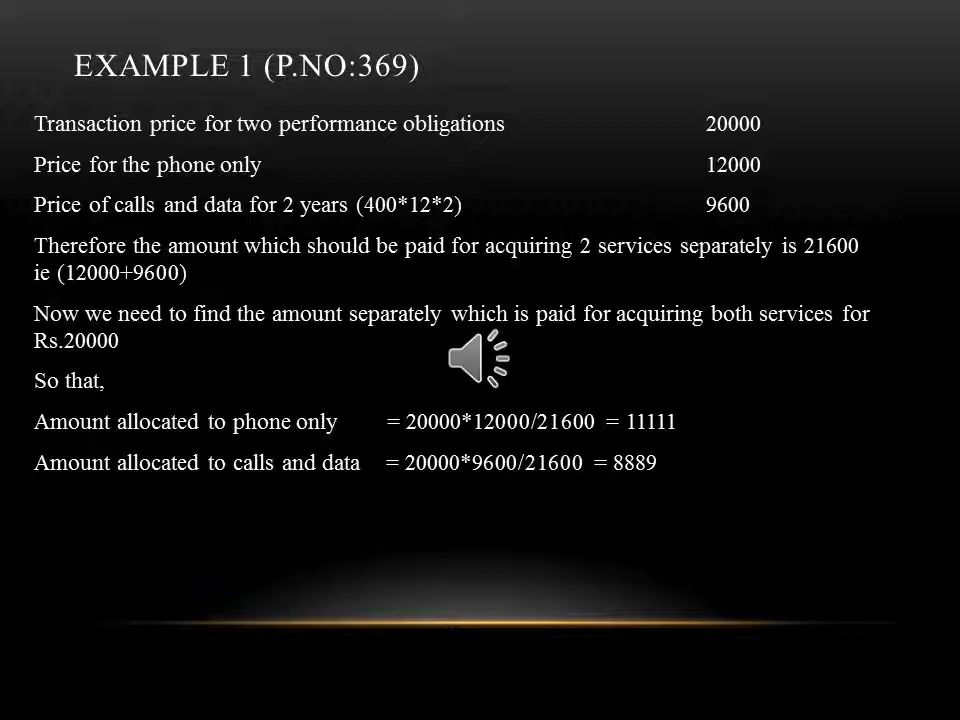 EXAMPLE 1 (P.NO:369)
Transaction price for two performance obligations 20000
Price for the phone only 12000
Price of calls and data for 2 years (400*12*2) 9600
Therefore the amount which should be paid for acquiring 2 services separately is 21600
ie (12000+9600)
Now we need to find the amount separately which is paid for acquiring both services for
Rs.20000
So that,
Amount allocated to phone only = 20000*12000/21600 = 11111
Amount allocated to calls and data = 20000*9600/21600 = 8889